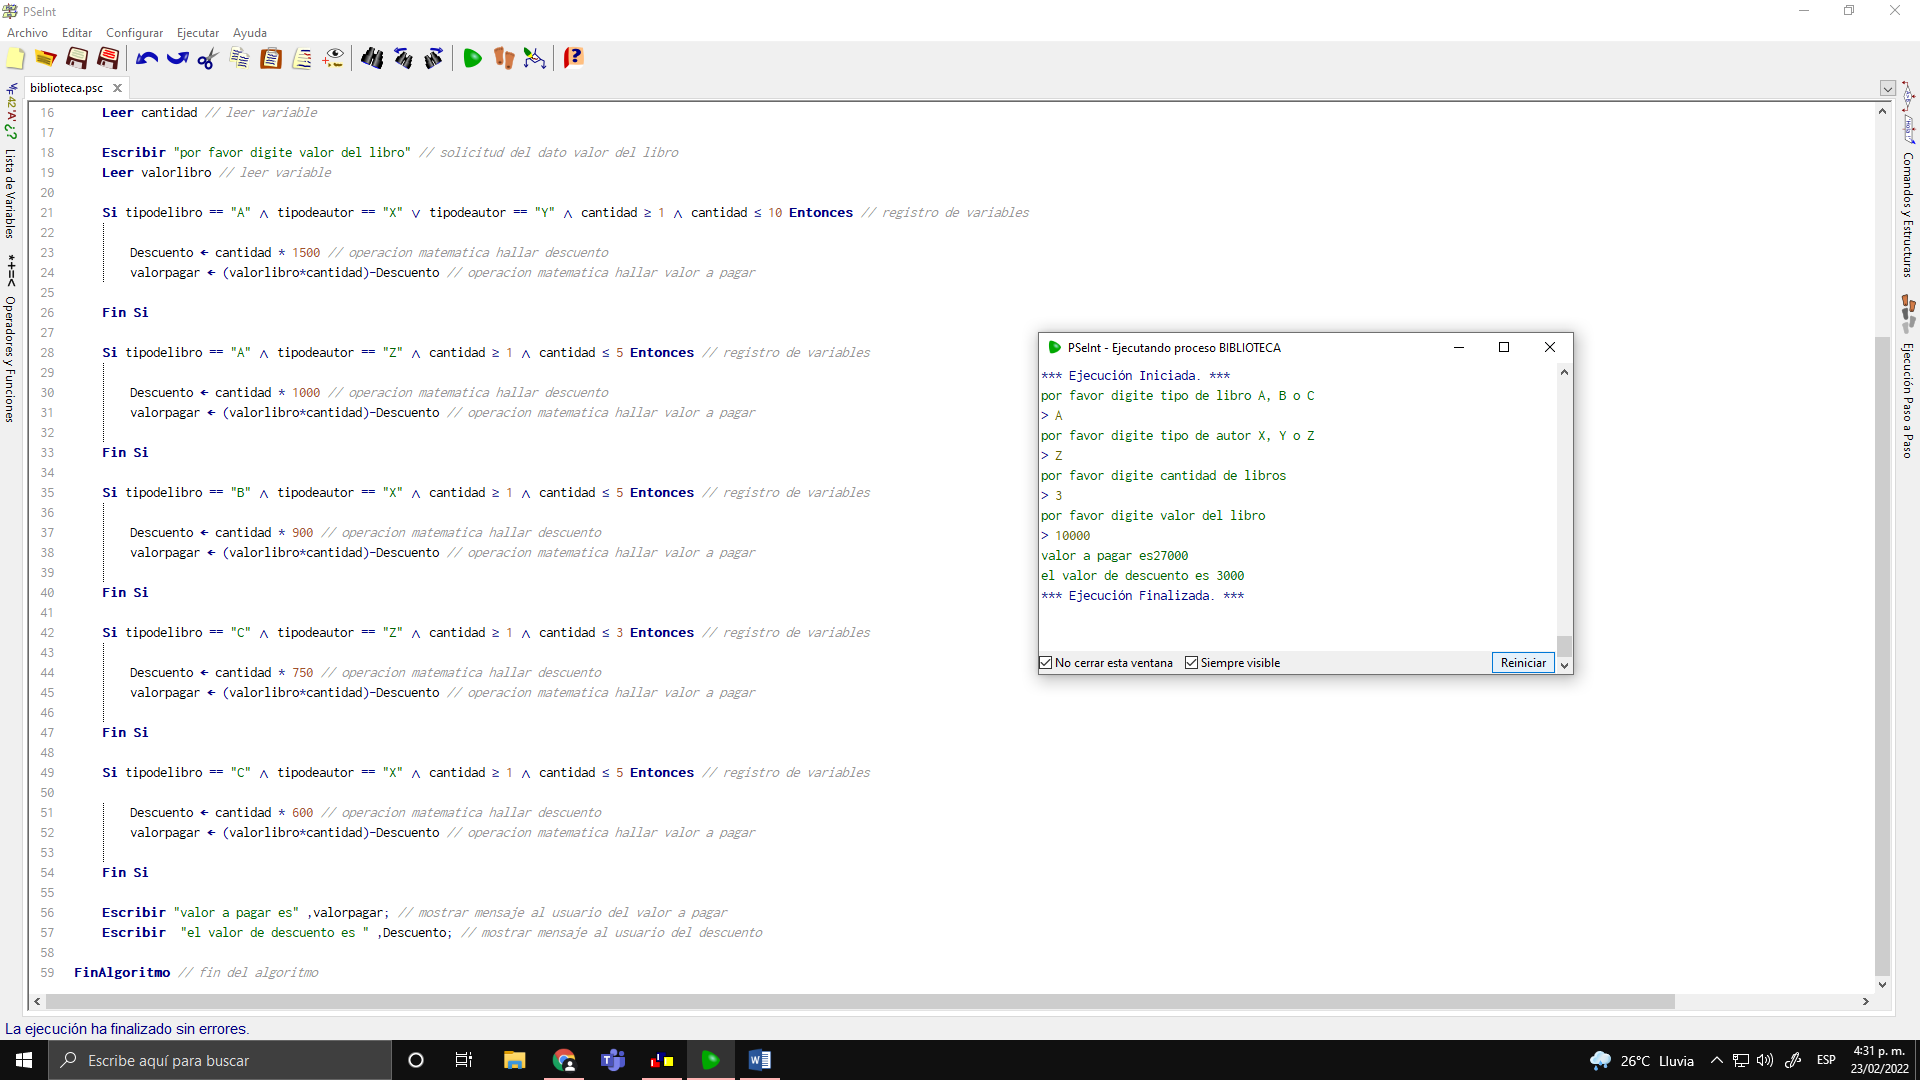 PSeInt
Archivo Editar Configurar Ejecutar Ayuda
biblioteca.psc
16 Leer cantidad // leer variable
17
18 Escribir "por favor digite valor del libro" // solicitud del dato valor del libro
19 Leer valorlibro // leer variable
20
21 Si tipodelibro == "A" ∧ tipodeautor == "X" ∨ tipodeautor == "Y" ∧ cantidad ≥ 1 ∧ cantidad ≤ 10 Entonces // registro de variables
22
23 Descuento ← cantidad * 1500 // operacion matematica hallar descuento
24 valorpagar ← (valorlibro*cantidad)-Descuento // operacion matematica hallar valor a pagar
25
26 Fin Si
27
28 Si tipodelibro == "A" ∧ tipodeautor == "Z" ∧ cantidad ≥ 1 ∧ cantidad ≤ 5 Entonces // registro de variables
29
30 Descuento ← cantidad * 1000 // operacion matematica hallar descuento
31 valorpagar ← (valorlibro*cantidad)-Descuento // operacion matematica hallar valor a pagar
32
33 Fin Si
34
35 Si tipodelibro == "B" ∧ tipodeautor == "X" ∧ cantidad ≥ 1 ∧ cantidad ≤ 5 Entonces // registro de variables
36
37 Descuento ← cantidad * 900 // operacion matematica hallar descuento
38 valorpagar ← (valorlibro*cantidad)-Descuento // operacion matematica hallar valor a pagar
39
40 Fin Si
41
42 Si tipodelibro == "C" ∧ tipodeautor == "Z" ∧ cantidad ≥ 1 ∧ cantidad ≤ 3 Entonces // registro de variables
43
44 Descuento ← cantidad * 750 // operacion matematica hallar descuento
45 valorpagar ← (valorlibro*cantidad)-Descuento // operacion matematica hallar valor a pagar
46
47 Fin Si
48
49 Si tipodelibro == "C" ∧ tipodeautor == "X" ∧ cantidad ≥ 1 ∧ cantidad ≤ 5 Entonces // registro de variables
50
51 Descuento ← cantidad * 600 // operacion matematica hallar descuento
52 valorpagar ← (valorlibro*cantidad)-Descuento // operacion matematica hallar valor a pagar
53
54 Fin Si
55
56 Escribir "valor a pagar es" ,valorpagar; // mostrar mensaje al usuario del valor a pagar
57 Escribir "el valor de descuento es " ,Descuento; // mostrar mensaje al usuario del descuento
58
59 FinAlgoritmo // fin del algoritmo
Lista de Variables
Operadores y Funciones
Comandos y Estructuras
Ejecución Paso a Paso
PSeInt - Ejecutando proceso BIBLIOTECA
*** Ejecución Iniciada. ***
por favor digite tipo de libro A, B o C
> A
por favor digite tipo de autor X, Y o Z
> Z
por favor digite cantidad de libros
> 3
por favor digite valor del libro
> 10000
valor a pagar es27000
el valor de descuento es 3000
*** Ejecución Finalizada. ***
No cerrar esta ventana Siempre visible Reiniciar
La ejecución ha finalizado sin errores.
Escribe aquí para buscar
26°C Lluvia
ESP
4:31 p. m.
23/02/2022